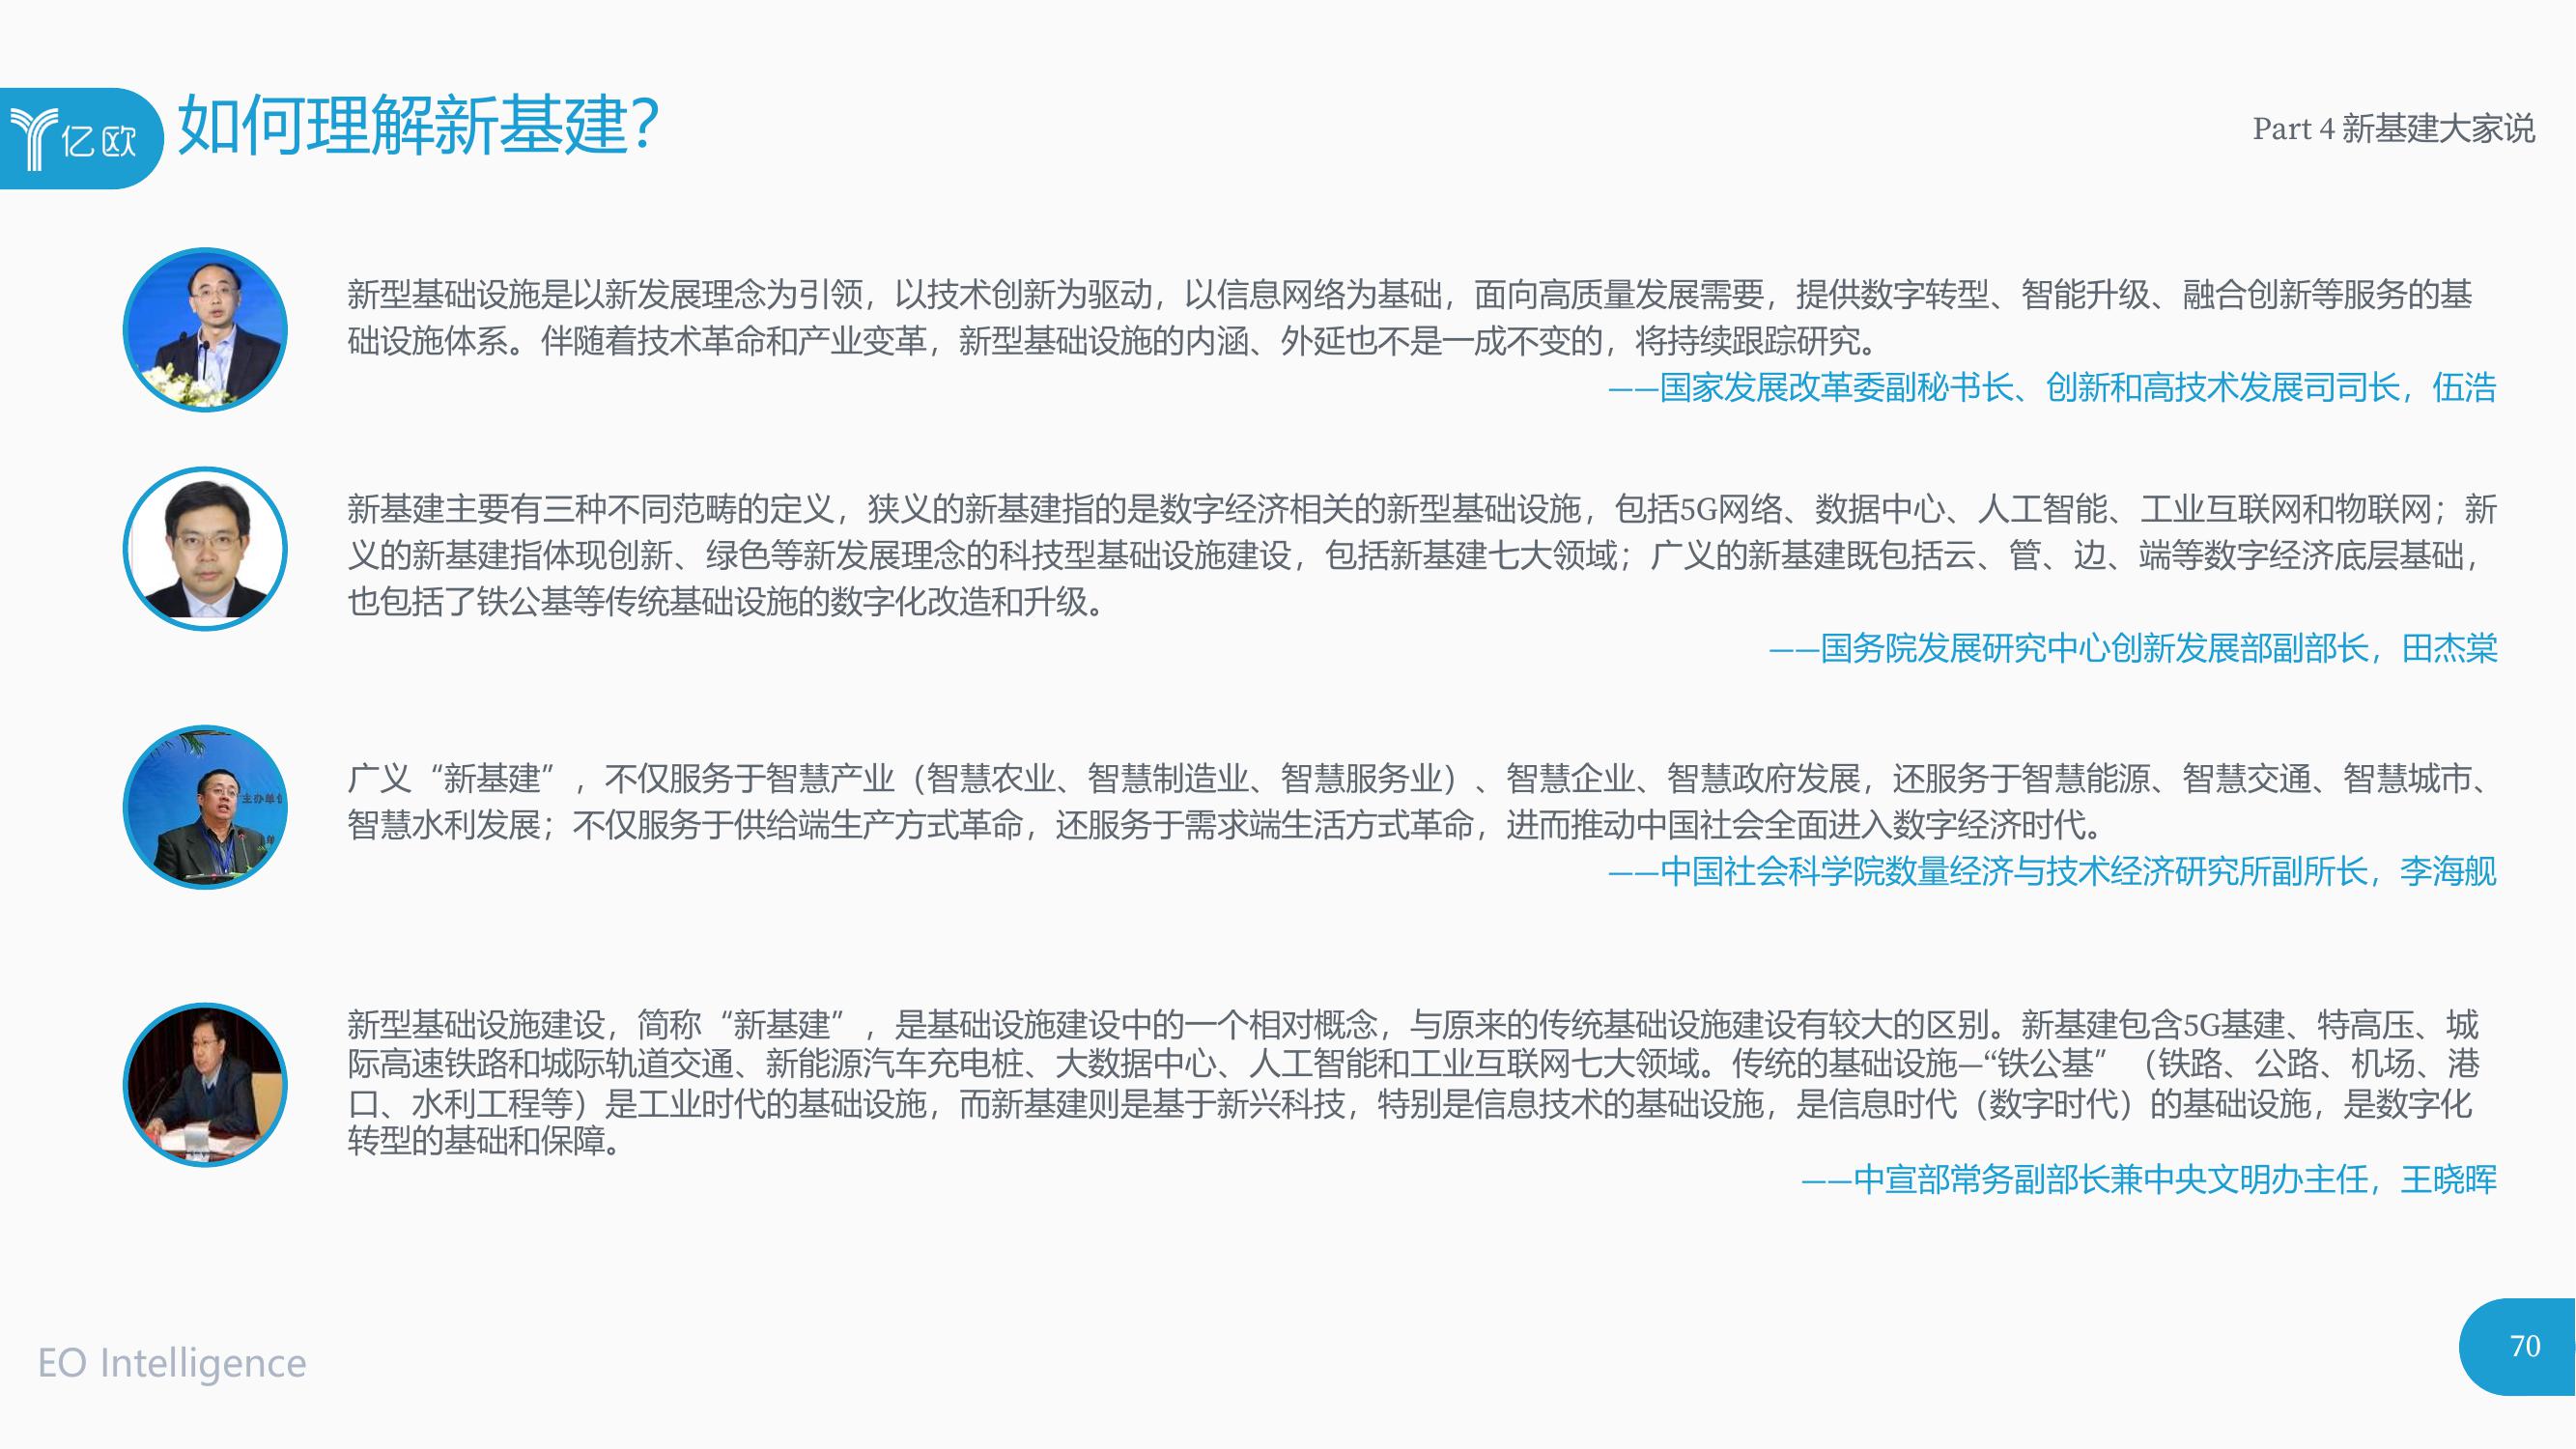 亿欧
如何理解新基建？
Part 4 新基建大家说
新型基础设施是以新发展理念为引领，以技术创新为驱动，以信息网络为基础，面向高质量发展需要，提供数字转型、智能升级、融合创新等服务的基
础设施体系。伴随着技术革命和产业变革，新型基础设施的内涵、外延也不是一成不变的，将持续跟踪研究。
——国家发展改革委副秘书长、创新和高技术发展司司长，伍浩
新基建主要有三种不同范畴的定义，狭义的新基建指的是数字经济相关的新型基础设施，包括5G网络、数据中心、人工智能、工业互联网和物联网；新
义的新基建指体现创新、绿色等新发展理念的科技型基础设施建设，包括新基建七大领域；广义的新基建既包括云、管、边、端等数字经济底层基础，
也包括了铁公基等传统基础设施的数字化改造和升级。
——国务院发展研究中心创新发展部副部长，田杰棠
广义“新基建”，不仅服务于智慧产业（智慧农业、智慧制造业、智慧服务业）、智慧企业、智慧政府发展，还服务于智慧能源、智慧交通、智慧城市、
智慧水利发展；不仅服务于供给端生产方式革命，还服务于需求端生活方式革命，进而推动中国社会全面进入数字经济时代。
——中国社会科学院数量经济与技术经济研究所副所长，李海舰
主办单位
新型基础设施建设，简称“新基建”，是基础设施建设中的一个相对概念，与原来的传统基础设施建设有较大的区别。新基建包含5G基建、特高压、城
际高速铁路和城际轨道交通、新能源汽车充电桩、大数据中心、人工智能和工业互联网七大领域。传统的基础设施—“铁公基”（铁路、公路、机场、港
口、水利工程等）是工业时代的基础设施，而新基建则是基于新兴科技，特别是信息技术的基础设施，是信息时代（数字时代）的基础设施，是数字化
转型的基础和保障。
——中宣部常务副部长兼中央文明办主任，王晓晖
EO Intelligence
70